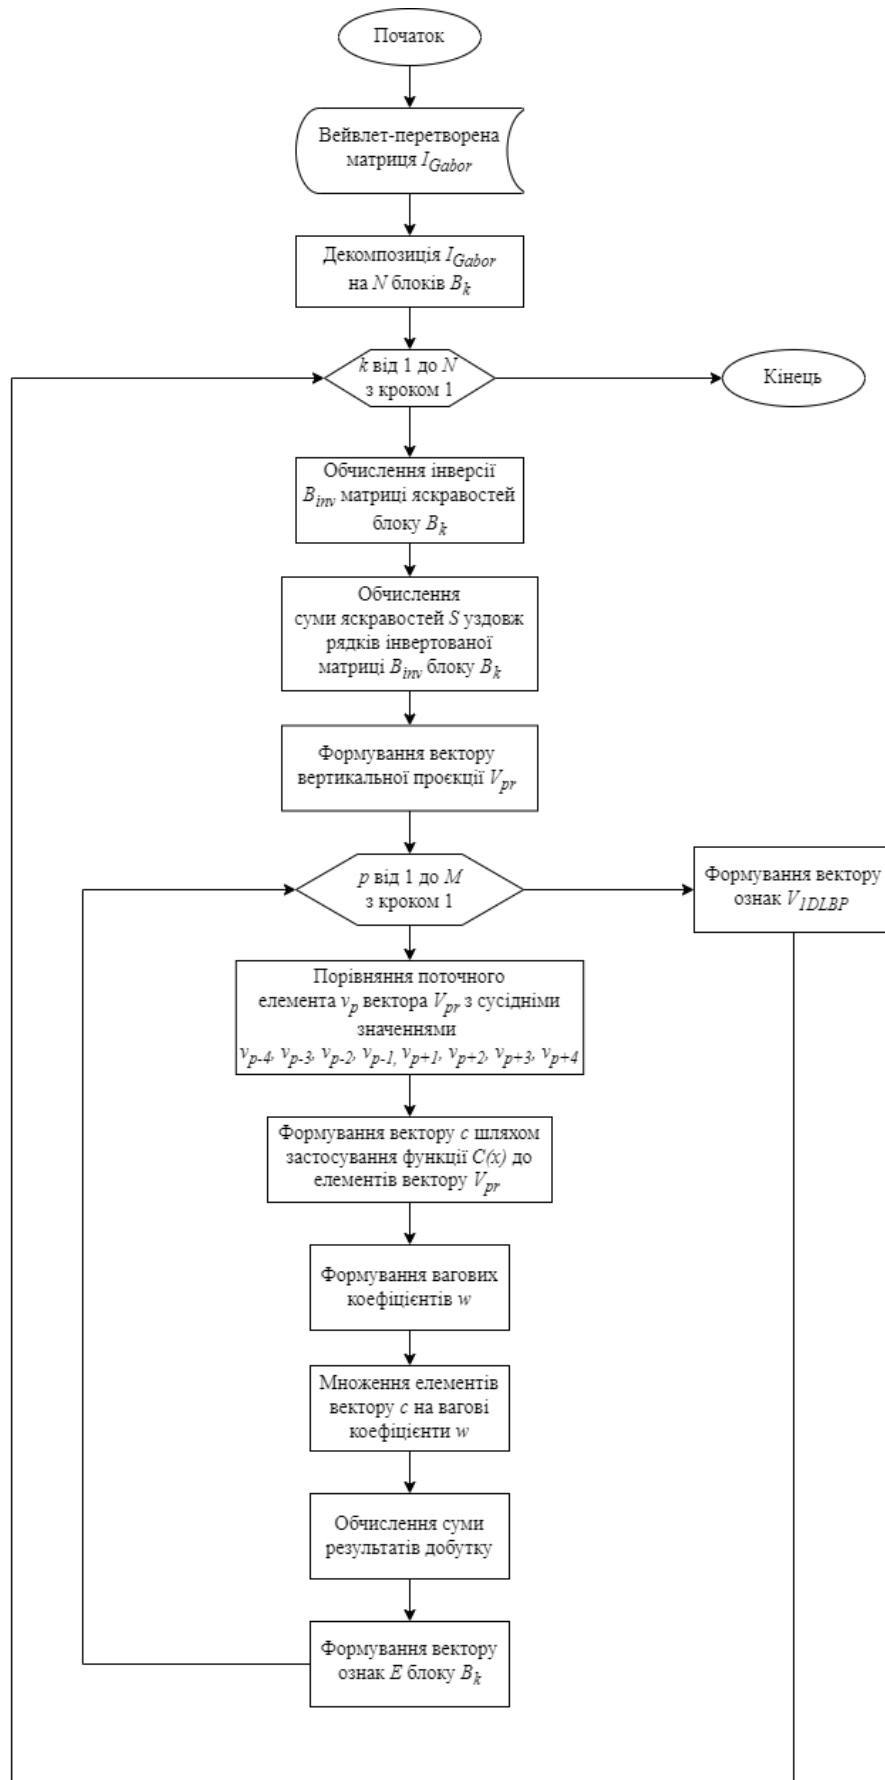 Початок
Вейвлет-перетворена
матриця I_Gabor
Декомпозиція I_Gabor
на N блоків B_k
k від 1 до N
з кроком 1
Кінець
Обчислення інверсії
B_inv матриці яскравостей
блоку B_k
Обчислення
суми яскравостей S уздовж
рядків інвертованої
матриці B_inv блоку B_k
Формування вектору
вертикальної проєкції V_pr
p від 1 до M
з кроком 1
Формування вектору
ознак V_1DLBP
Порівняння поточного
елемента v_p вектора V_pr з сусідніми
значеннями
v_p-4, v_p-3, v_p-2, v_p-1, v_p+1, v_p+2, v_p+3, v_p+4
Формування вектору c шляхом
застосування функції C(x) до
елементів вектору V_pr
Формування вагових
коефіцієнтів w
Множення елементів
вектору c на вагові
коефіцієнти w
Обчислення суми
результатів добутку
Формування вектору
ознак E блоку B_k